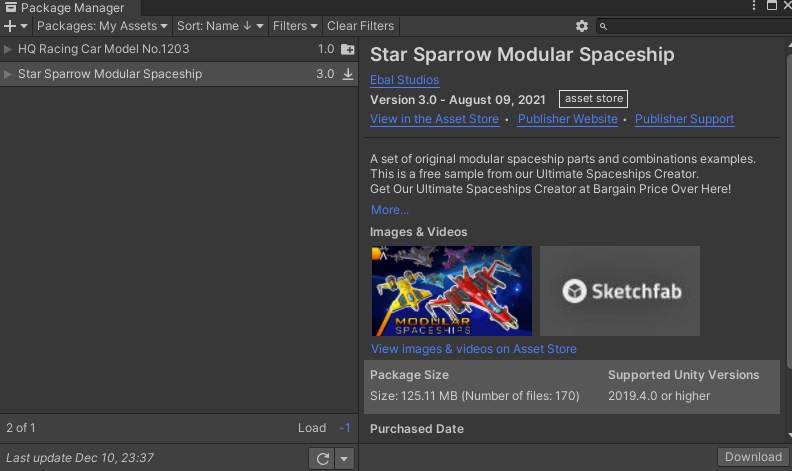 Package Manager
Packages: My Assets Sort: Name ↓ Filters Clear Filters
HQ Racing Car Model No.1203 1.0
Star Sparrow Modular Spaceship 3.0
2 of 1 Load -1
Last update Dec 10, 23:37
Star Sparrow Modular Spaceship
Ebal Studios
Version 3.0 - August 09, 2021 asset store
View in the Asset Store • Publisher Website • Publisher Support
A set of original modular spaceship parts and combinations examples.
This is a free sample from our Ultimate Spaceships Creator.
Get Our Ultimate Spaceships Creator at Bargain Price Over Here!
More...
Images & Videos
MODULAR
SPACESHIPS
Sketchfab
View images & videos on Asset Store
Package Size Supported Unity Versions
Size: 125.11 MB (Number of files: 170) 2019.4.0 or higher
Purchased Date
Download